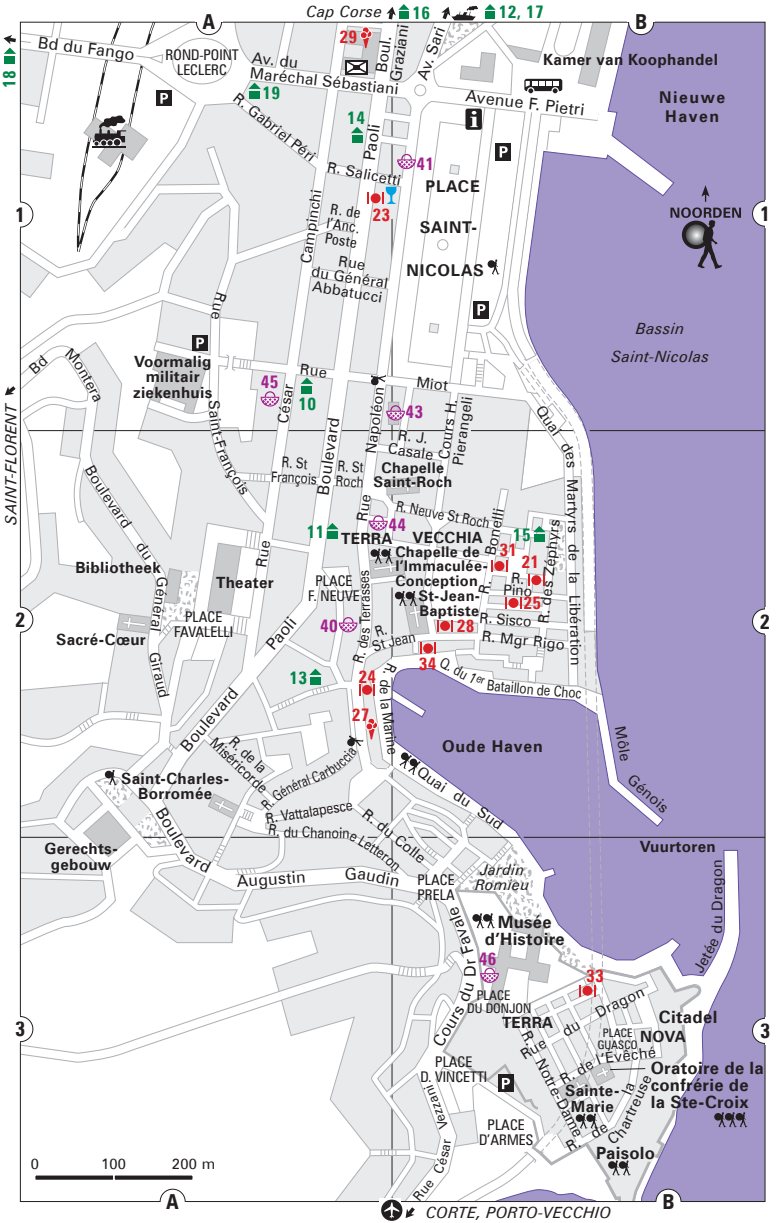 A
Cap Corse
16
12, 17
B
18
Bd du Fango
ROND-POINT
LECLERC
29
Boul.
Graziani
Av. Sari
Kamer van Koophandel
Av. du
Maréchal Sébastiani
Avenue F. Pietri
Nieuwe
Haven
P
19
R. Gabriel Péri
14
Paoli
i
P
41
R. Salicetti
PLACE
SAINT-
NICOLAS
1
23
R. de
l'Anc.
Poste
NOORDEN
1
Campinchi
Rue
du Général
Abbatucci
Rue
P
Bassin
Saint-Nicolas
P
Bd
Montera
Voormalig
militair
ziekenhuis
45
César
Rue
10
Miot
SAINT-FLORENT
Saint-François
Boulevard
Napoléon
43
Cours H.
Pierangeli
Quai des Martyrs de la Libération
R. J.
Casale
R. St
François
R. St
Roch
Chapelle
Saint-Roch
Boulevard du
Général
Giraud
R. Neuve St Roch
11
44
TERRA
VECCHIA
Rue
R. Bonelli
15
31
21
R. des Zéphyrs
Bibliotheek
Theater
Rue
Chapelle de
l'Immaculée-
Conception
R.
Pino
PLACE
F. NEUVE
St-Jean-
Baptiste
25
PLACE
FAVALELLI
2
Sacré-Cœur
Paoli
40
R. des Terrasses
28
R. Sisco
2
R.
St Jean
R. Mgr Rigo
34
Q. du 1er
Bataillon de Choc
13
24
R. de la Marine
27
Boulevard
Oude Haven
Môle
Génois
R. de la
Miséricorde
R. Général Carbuccia
Saint-Charles-
Borromée
Quai du Sud
R. Vattalapesce
R. du Chanoine
Letteron
R. du Colle
Gerechts-
gebouw
Boulevard
Augustin Gaudin
Vuurtoren
PLACE
PRELA
Jardin
Romieu
Jetée du Dragon
Musée
d'Histoire
Cours du Dr Favale
46
33
PLACE
DU DONJON
TERRA
NOVA
Citadel
3
Rue du Dragon
PLACE
GUASCO
3
R. de l'Evêché
PLACE
D. VINCETTI
P
R. Notre-Dame
Oratoire de la
confrérie de
la Ste-Croix
Sainte-
Marie
PLACE
D'ARMES
R. de la Chartreuse
Paisolo
Rue César Vezzani
0 100 200 m
A
B
CORTE, PORTO-VECCHIO